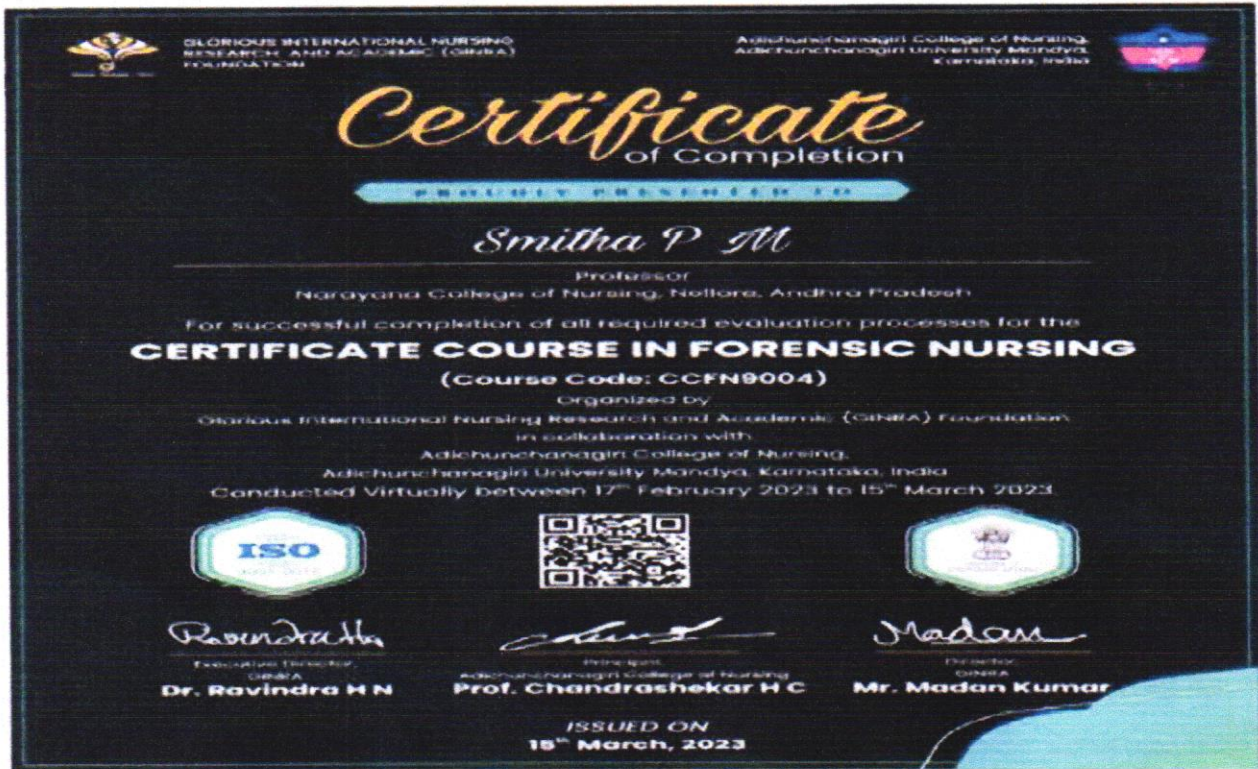 GLORIOUS INTERNATIONAL NURSING
RESEARCH AND ACADEMIC (GINRA)
FOUNDATION
Adichunchanagiri College of Nursing,
Adichunchanagiri University Mandya,
Karnataka, India
Certificate
of Completion
PROUDLY PRESENTED TO
Smitha P M
Professor
Narayana College of Nursing, Nellore, Andhra Pradesh
For successful completion of all required evaluation processes for the
CERTIFICATE COURSE IN FORENSIC NURSING
(Course Code: CCFN9004)
Organized by
Glorious International Nursing Research and Academic (GINRA) Foundation
in collaboration with
Adichunchanagiri College of Nursing,
Adichunchanagiri University Mandya, Karnataka, India
Conducted Virtually between 17th February 2023 to 15th March 2023
ISO
Ravindra HN
Madan
Executive Director,
GINRA
Dr. Ravindra H N
Principal
Adichunchanagiri College of Nursing
Prof. Chandrashekar H C
Director,
GINRA
Mr. Madan Kumar
ISSUED ON
15th March, 2023